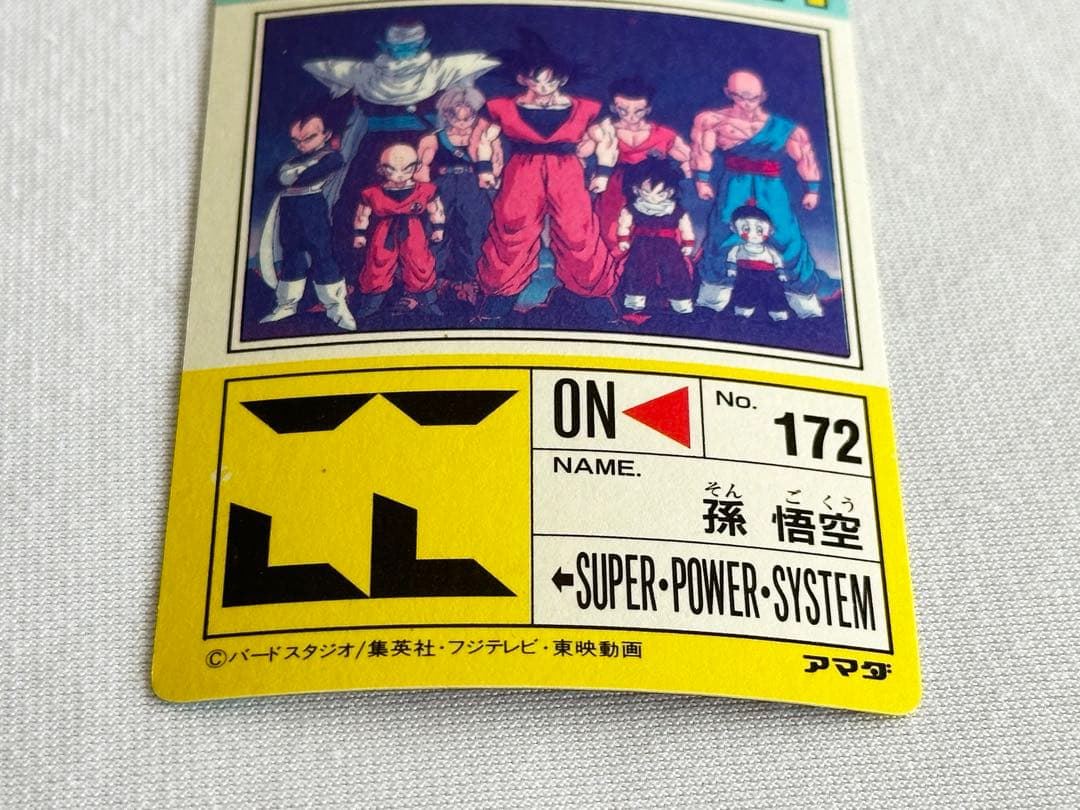 ON
No.
172
NAME.
そん ご くう
孫 悟空
←SUPER・POWER・SYSTEM
©バードスタジオ/集英社・フジテレビ・東映動画
アマダ